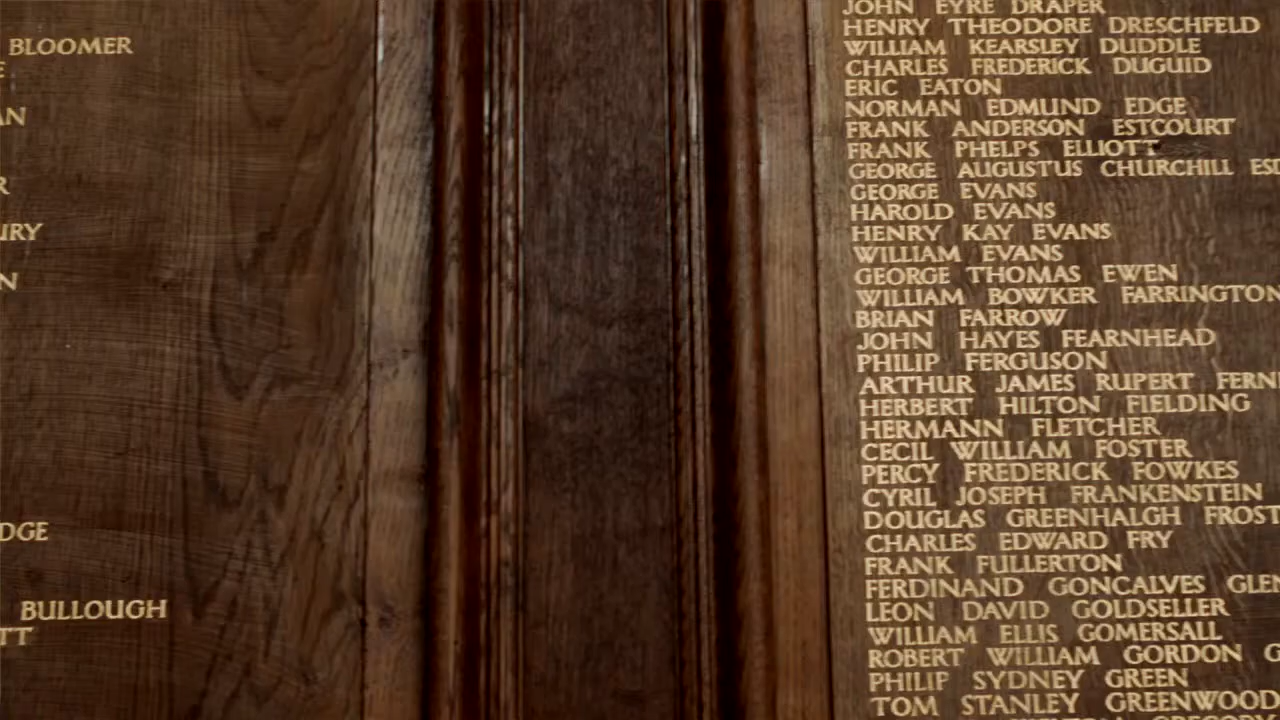 BLOOMER
E
AN
R
URY
N
DGE
BULLOUGH
TT
JOHN EYRE DRAPER
HENRY THEODORE DRESCHFELD
WILLIAM KEARSLEY DUDDLE
CHARLES FREDERICK DUGUID
ERIC EATON
NORMAN EDMUND EDGE
FRANK ANDERSON ESTCOURT
FRANK PHELPS ELLIOTT
GEORGE AUGUSTUS CHURCHILL
GEORGE EVANS
HAROLD EVANS
HENRY KAY EVANS
WILLIAM EVANS
GEORGE THOMAS EWEN
WILLIAM BOWKER FARRINGTON
BRIAN FARROW
JOHN HAYES FEARNHEAD
PHILIP FERGUSON
ARTHUR JAMES RUPERT FERN
HERBERT HILTON FIELDING
HERMANN FLETCHER
CECIL WILLIAM FOSTER
PERCY FREDERICK FOWKES
CYRIL JOSEPH FRANKENSTEIN
DOUGLAS GREENHALGH FROST
CHARLES EDWARD FRY
FRANK FULLERTON
FERDINAND GONCALVES GLEN
LEON DAVID GOLDSELLER
WILLIAM ELLIS GOMERSALL
ROBERT WILLIAM GORDON G
PHILIP SYDNEY GREEN
TOM STANLEY GREENWOOD